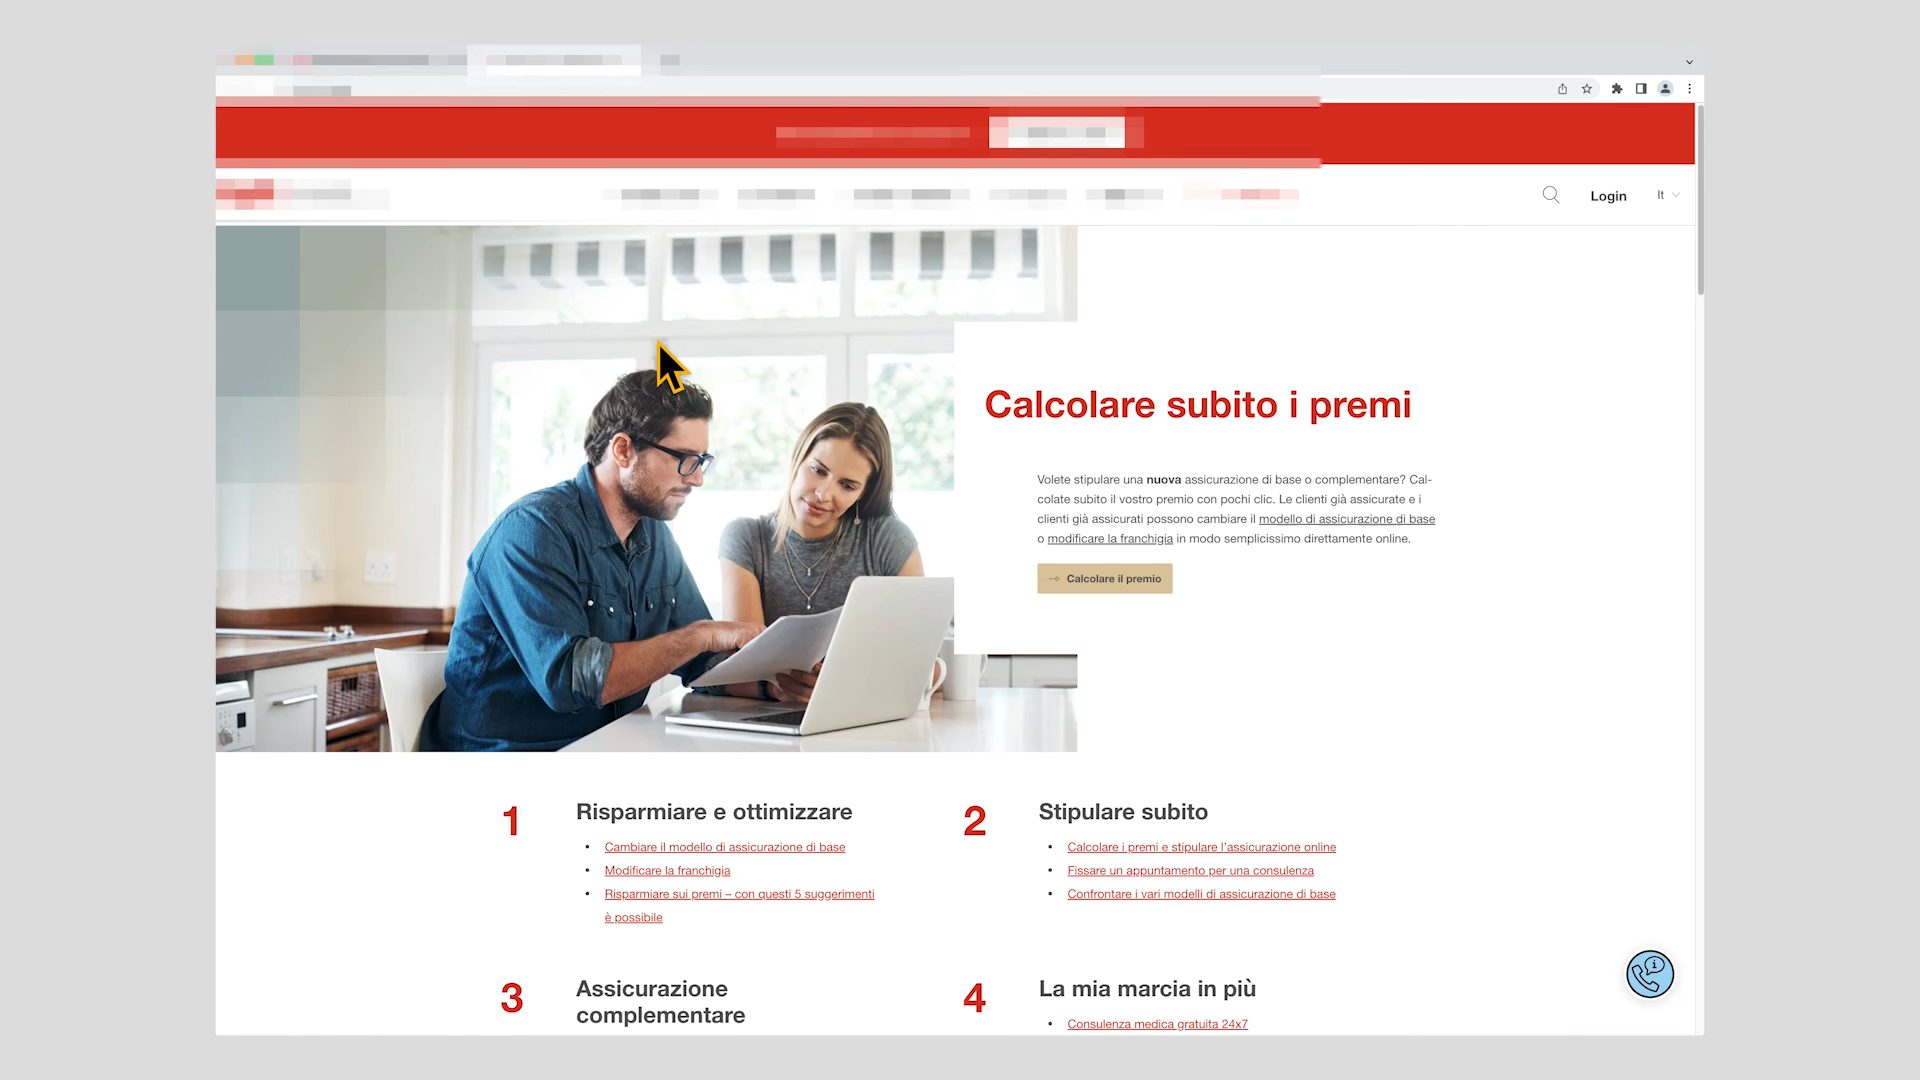 Login
It
Calcolare subito i premi
Volete stipulare una nuova assicurazione di base o complementare? Cal-
colate subito il vostro premio con pochi clic. Le clienti già assicurate e i
clienti già assicurati possono cambiare il modello di assicurazione di base
o modificare la franchigia in modo semplicissimo direttamente online.
Calcolare il premio
1
Risparmiare e ottimizzare
• Cambiare il modello di assicurazione di base
• Modificare la franchigia
• Risparmiare sui premi – con questi 5 suggerimenti
è possibile
2
Stipulare subito
• Calcolare i premi e stipulare l'assicurazione online
• Fissare un appuntamento per una consulenza
• Confrontare i vari modelli di assicurazione di base
3
Assicurazione
complementare
4
La mia marcia in più
• Consulenza medica gratuita 24x7